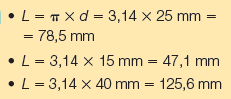 • L = π × d = 3,14 × 25 mm =
= 78,5 mm
• L = 3,14 × 15 mm = 47,1 mm
• L = 3,14 × 40 mm = 125,6 mm